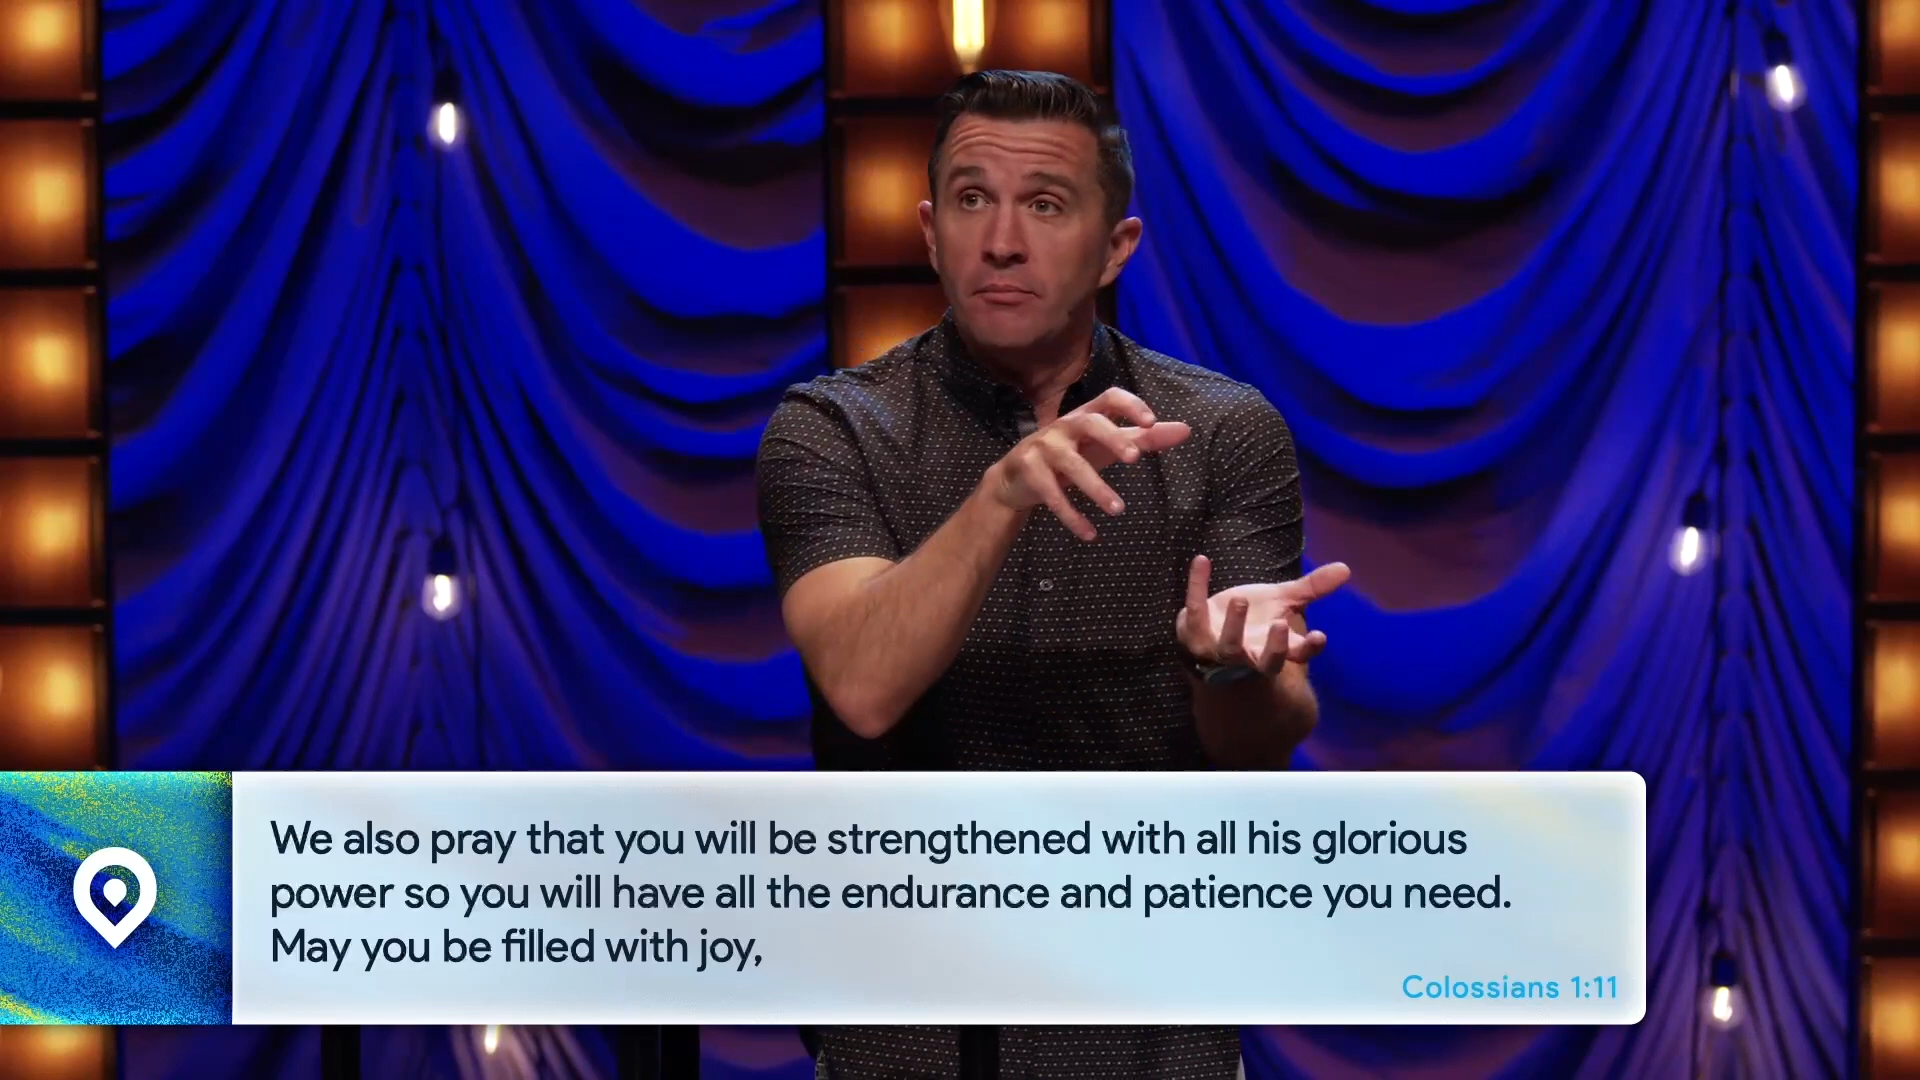 We also pray that you will be strengthened with all his glorious
power so you will have all the endurance and patience you need.
May you be filled with joy,
Colossians 1:11